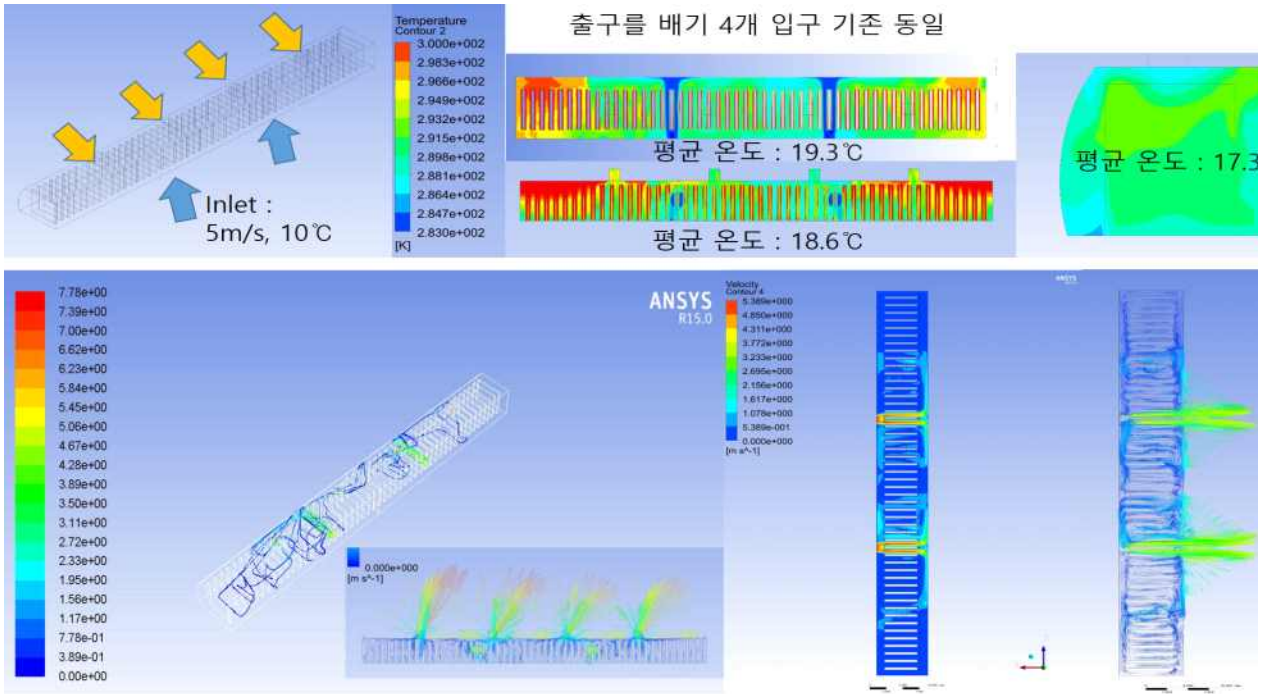 출구를 배기 4개 입구 기존 동일
Temperature
Contour 2
3.000e+002
2.983e+002
2.966e+002
2.949e+002
2.932e+002
2.915e+002
2.898e+002
2.881e+002
2.864e+002
2.847e+002
2.830e+002
[K]
Inlet :
5m/s, 10℃
평균 온도 : 19.3℃
평균 온도 : 18.6℃
평균 온도 : 17.3
7.78e+00
7.39e+00
7.00e+00
6.62e+00
6.23e+00
5.84e+00
5.45e+00
5.06e+00
4.67e+00
4.28e+00
3.89e+00
3.50e+00
3.11e+00
2.72e+00
2.33e+00
1.95e+00
1.56e+00
1.17e+00
7.78e-01
3.89e-01
0.00e+00
ANSYS
R15.0
0.000e+000
[m s^-1]
Velocity
Contour 4
5.389e+000
4.850e+000
4.311e+000
3.772e+000
3.233e+000
2.695e+000
2.156e+000
1.617e+000
1.078e+000
5.389e-001
0.000e+000
[m s^-1]
ANSYS